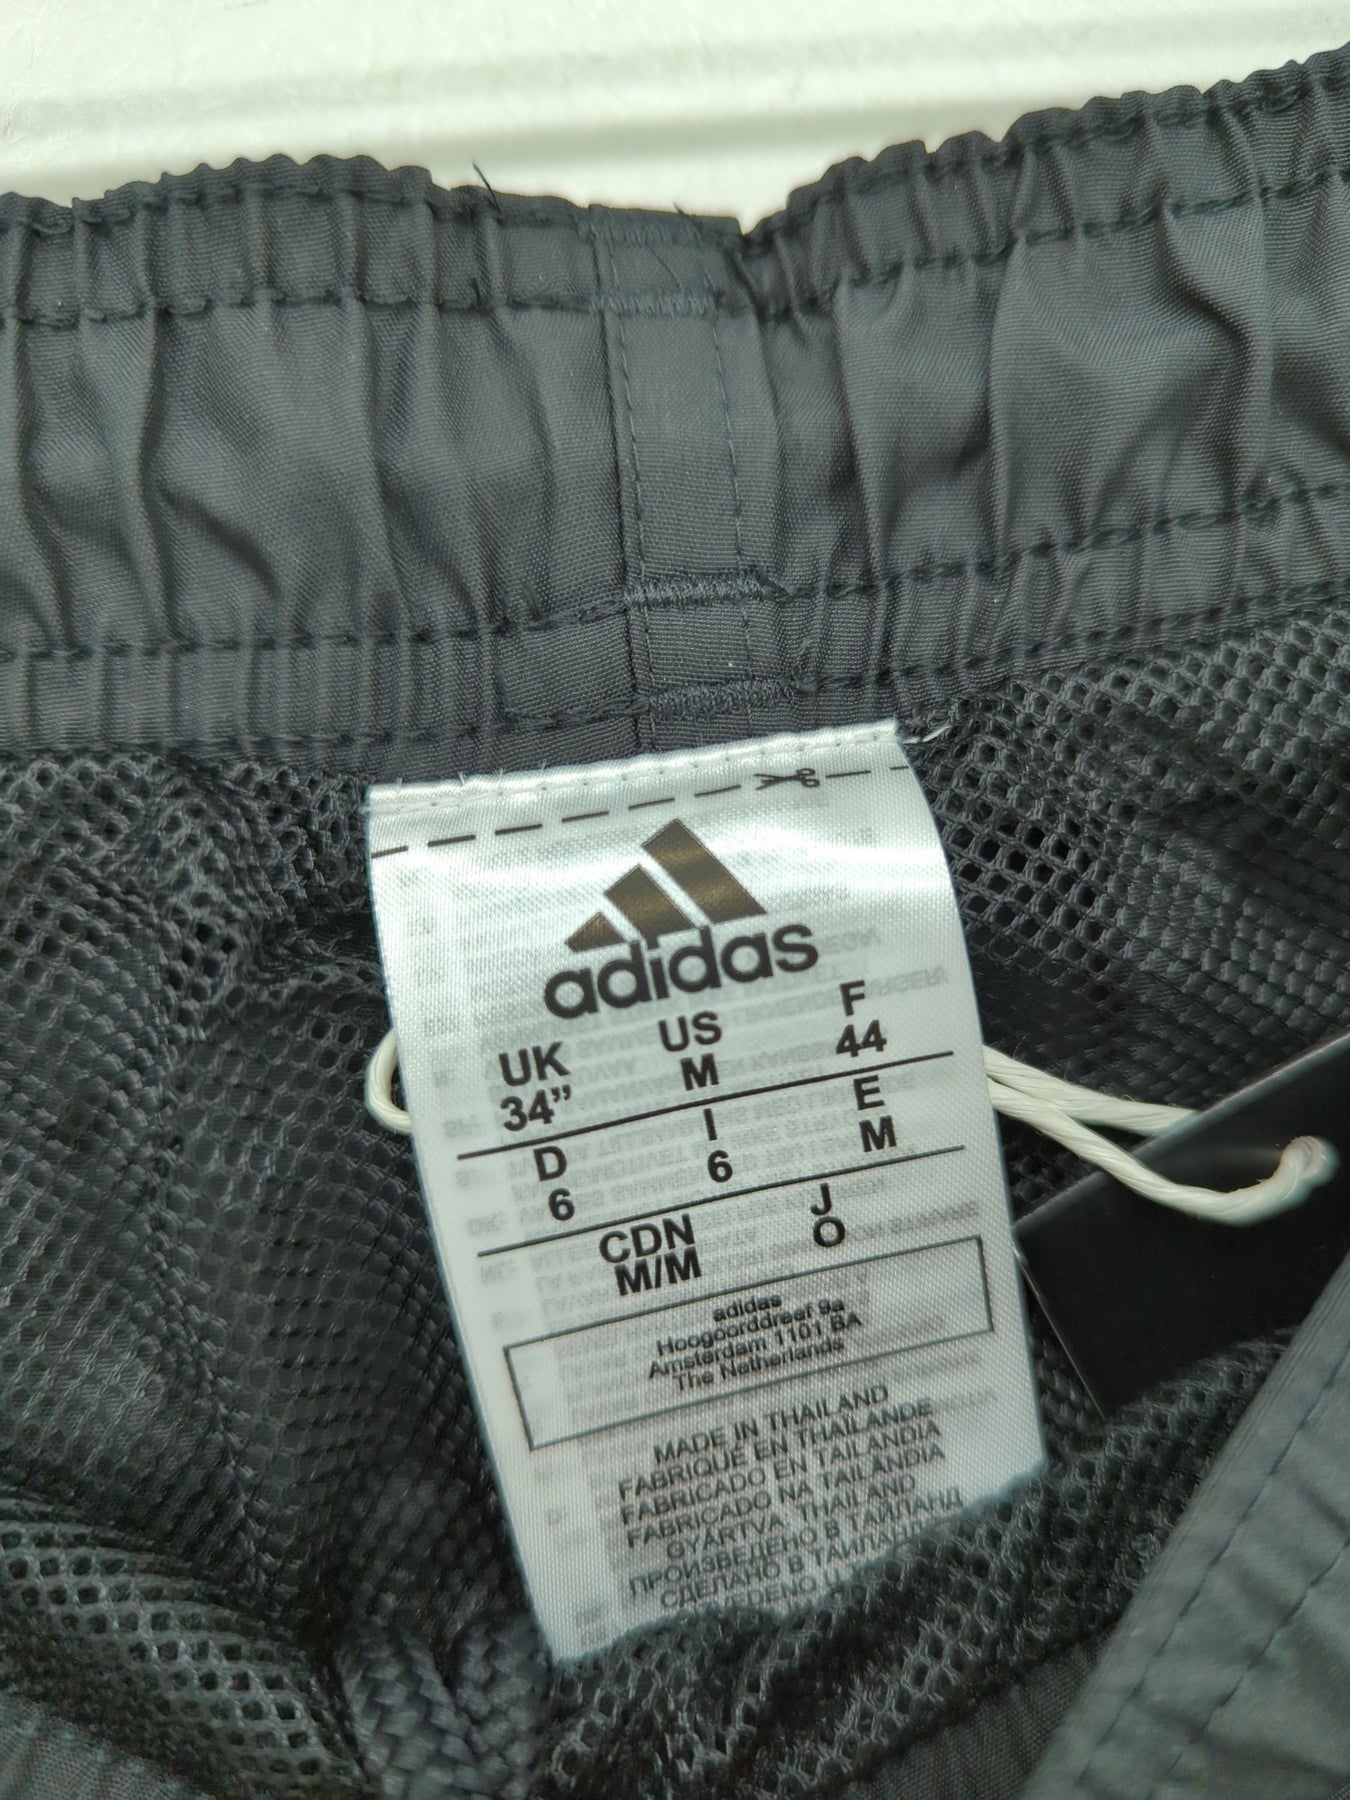 adidas
UK US F
34” M 44
D I E
6 6 M
CDN J
M/M O
adidas
Hoogoorddreef 9a
Amsterdam 1101 BA
The Netherlands
MADE IN THAILAND
FABRIQUÉ EN THAÏLANDE
FABRICADO EN TAILANDIA
FABRICADO NA TAILÂNDIA
GYÁRTVA: THAILAND
ПРОИЗВЕДЕНО В ТАЙЛАНД
СДЕЛАНО В ТАИЛАНД